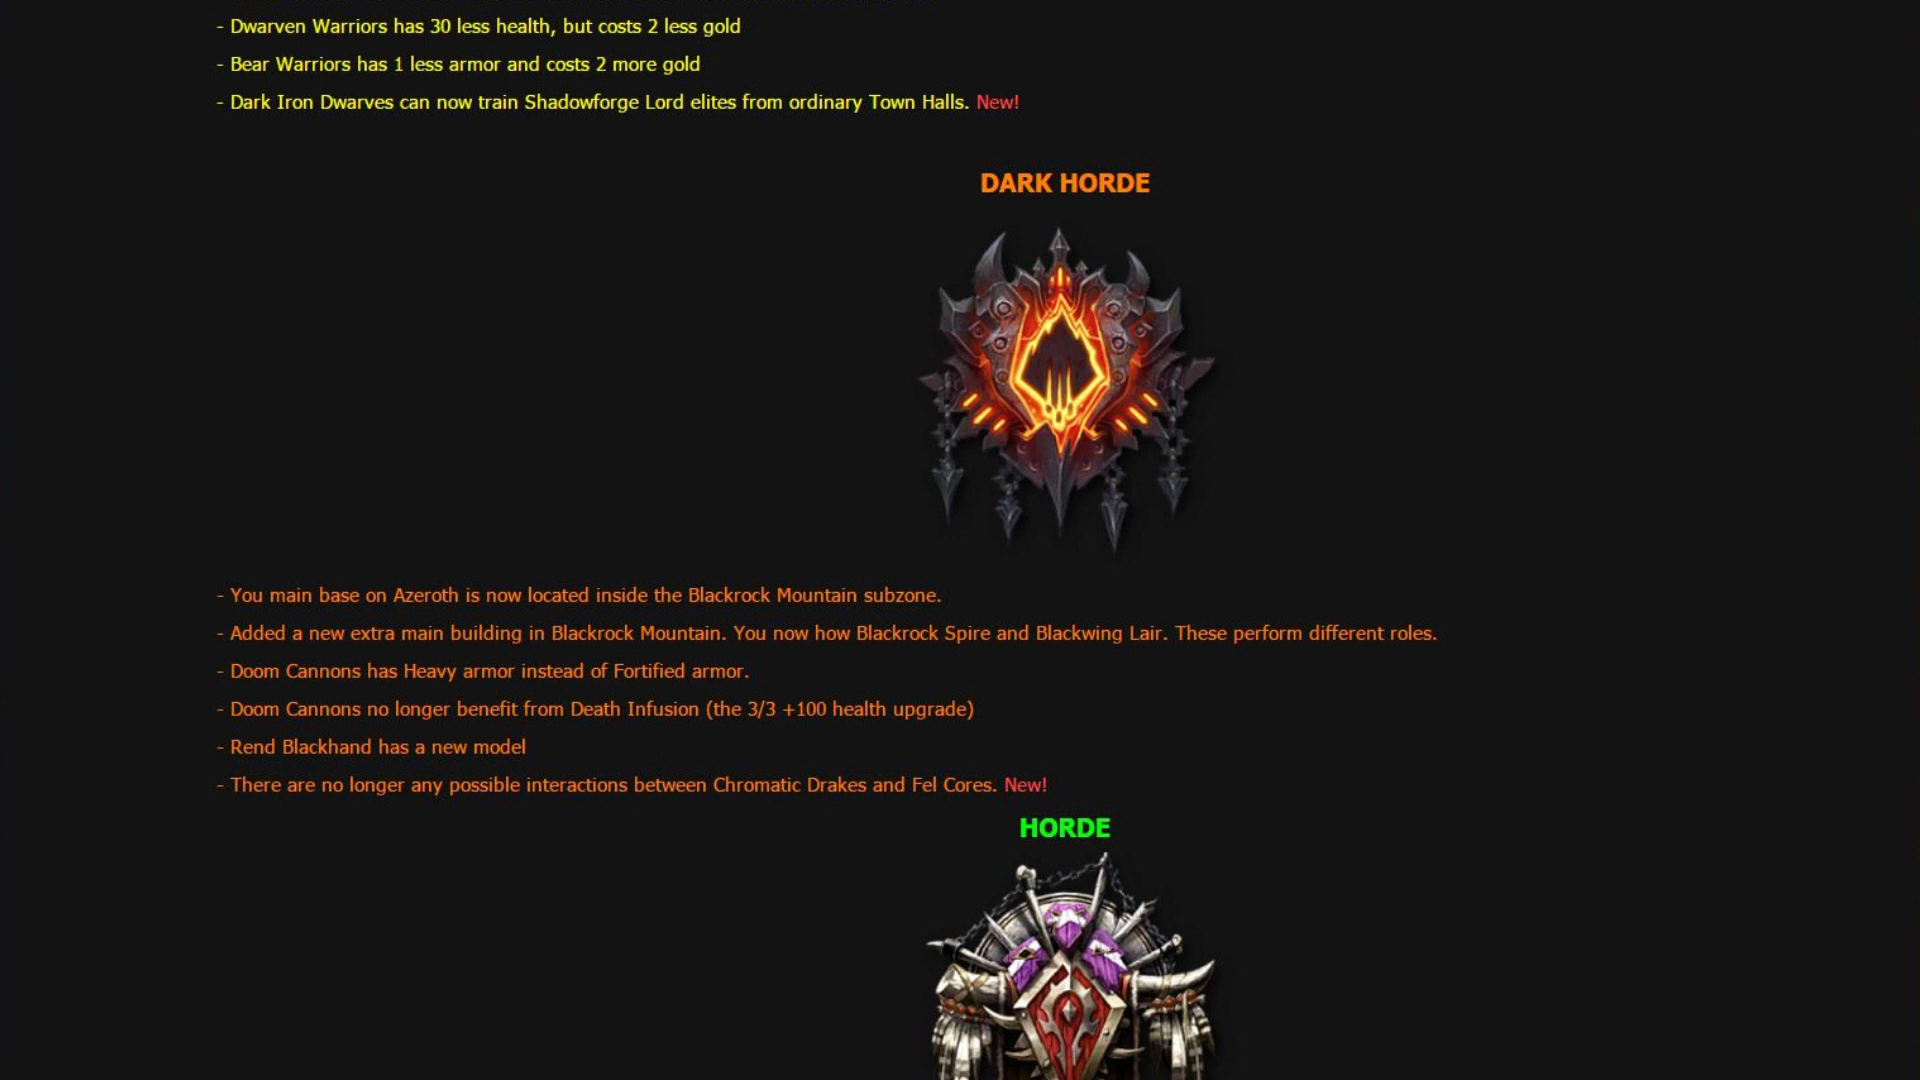 - Dwarven Warriors has 30 less health, but costs 2 less gold
- Bear Warriors has 1 less armor and costs 2 more gold
- Dark Iron Dwarves can now train Shadowforge Lord elites from ordinary Town Halls. New!
DARK HORDE
- You main base on Azeroth is now located inside the Blackrock Mountain subzone.
- Added a new extra main building in Blackrock Mountain. You now how Blackrock Spire and Blackwing Lair. These perform different roles.
- Doom Cannons has Heavy armor instead of Fortified armor.
- Doom Cannons no longer benefit from Death Infusion (the 3/3 +100 health upgrade)
- Rend Blackhand has a new model
- There are no longer any possible interactions between Chromatic Drakes and Fel Cores. New!
HORDE